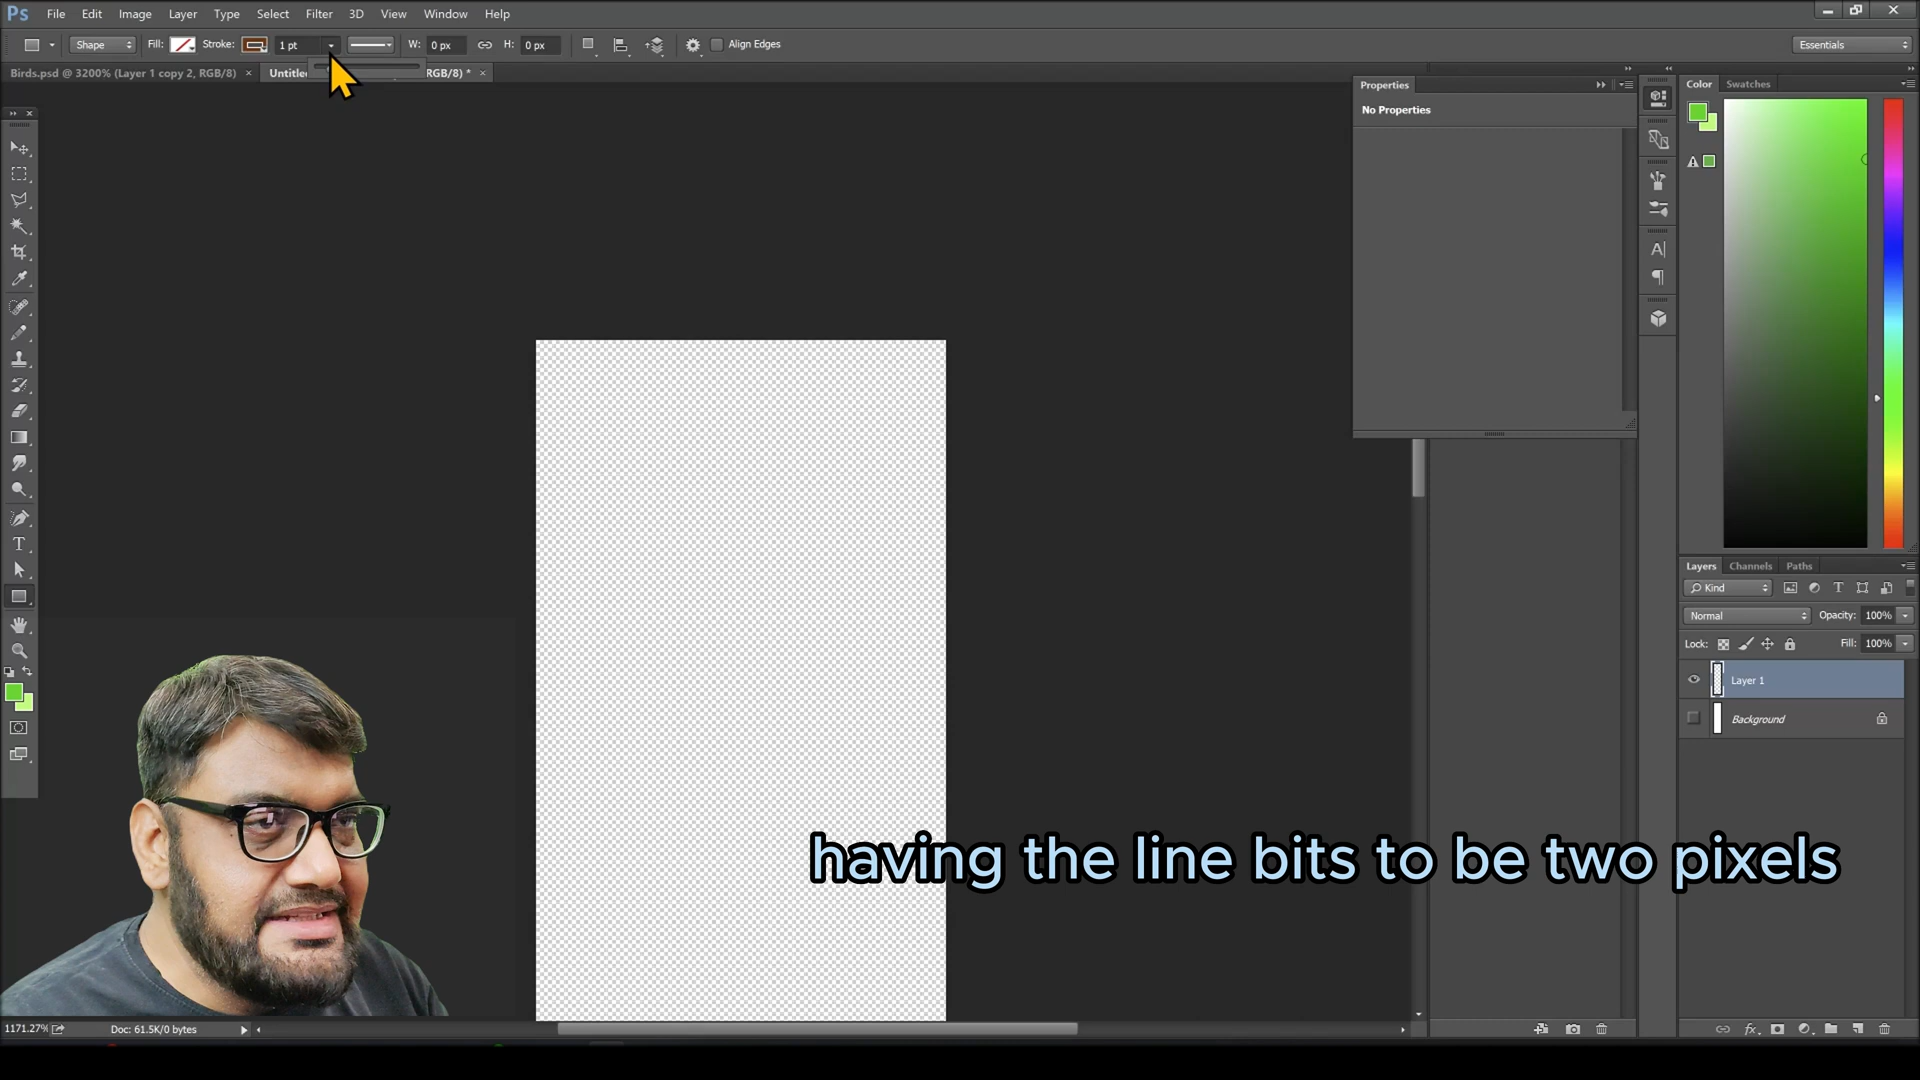 Ps File Edit Image Layer Type Select Filter 3D View Window Help
Shape Fill: Stroke: 1 pt W: 0 px H: 0 px Align Edges Essentials
Birds.psd @ 3200% (Layer 1 copy 2, RGB/8) × Untitle RGB/8) * ×
Properties
No Properties
Color Swatches
Layers Channels Paths
Kind
Normal Opacity: 100%
Lock: Fill: 100%
Layer 1
Background
having the line bits to be two pixels
1171.27% Doc: 61.5K/0 bytes